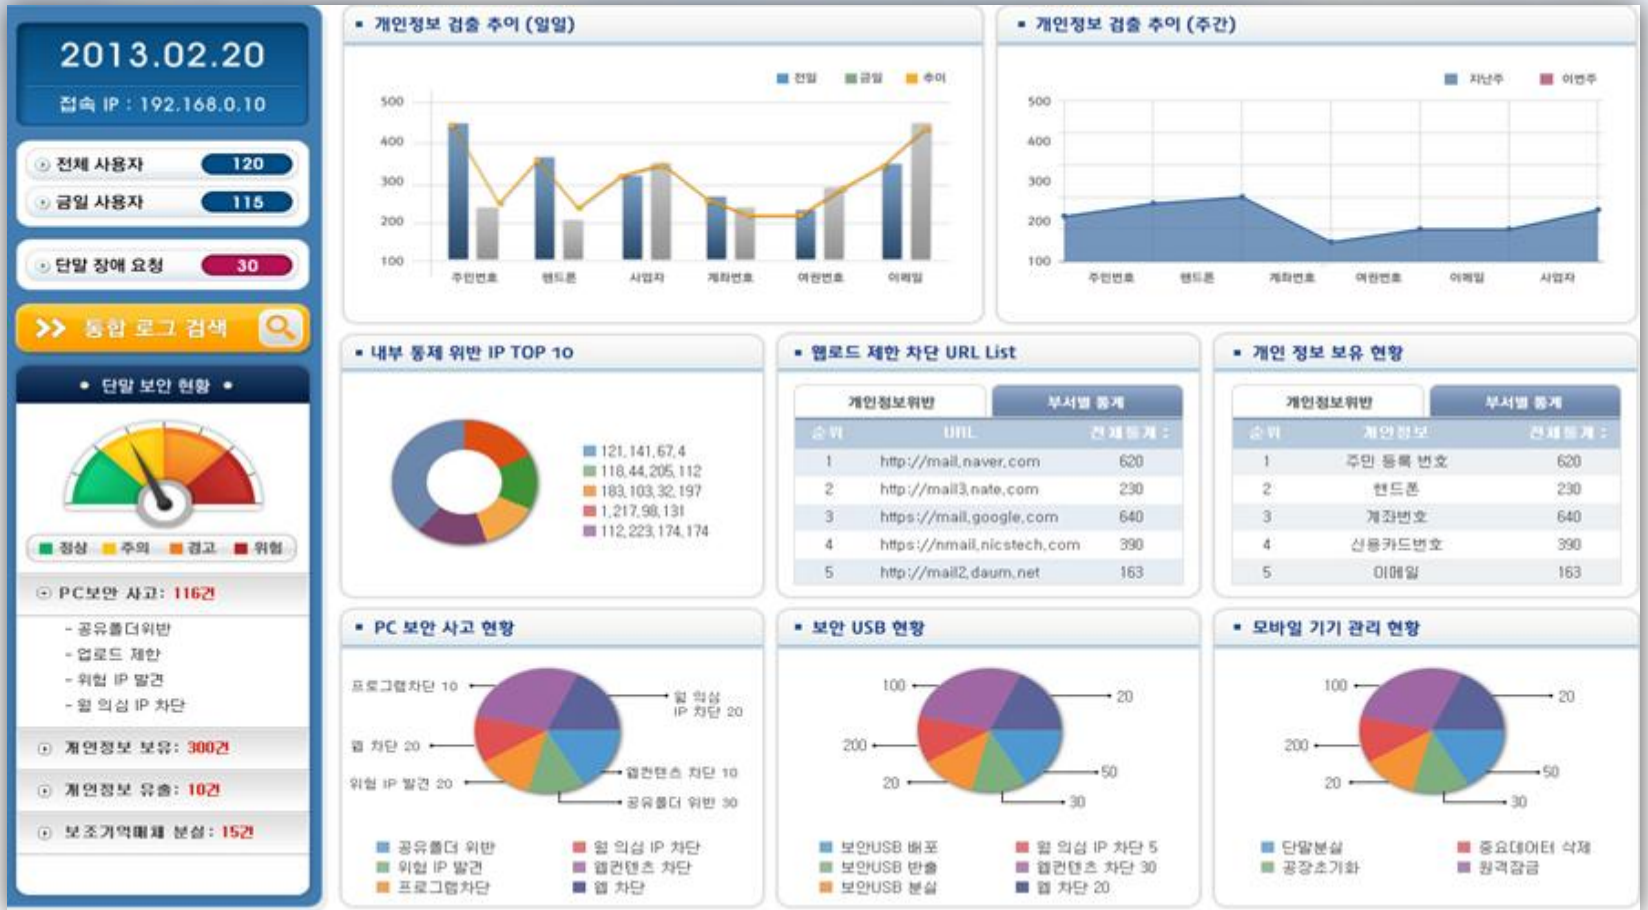 2013.02.20
접속 IP : 192.168.0.10
전체 사용자 120
금일 사용자 115
단말 장애 요청 30
통합 로그 검색
단말 보안 현황
정상 주의 경고 위험
PC보안 사고: 116건
- 공유폴더위반
- 업로드 제한
- 위험 IP 발견
- 웜 의심 IP 차단
개인정보 보유: 300건
개인정보 유출: 10건
보조기억매체 분실: 15건
개인정보 검출 추이 (일일)
전일 금일 추이
500
400
300
200
100
주민번호 핸드폰 사업자 계좌번호 여권번호 이메일
개인정보 검출 추이 (주간)
지난주 이번주
500
400
300
200
100
주민번호 핸드폰 계좌번호 여권번호 이메일 사업자
내부 통제 위반 IP TOP 10
121,141,67,4
118,44,205,112
183,103,32,197
1,217,98,131
112,223,174,174
웹로드 제한 차단 URL List
개인정보위반 부서별 통계
순위 URL 전체통계 :
1 http://mail,naver,com 620
2 http://mail3,nate,com 230
3 https://mail,google,com 640
4 https://nmail,nicstech,com 390
5 http://mail2,daum,net 163
개인 정보 보유 현황
개인정보위반 부서별 통계
순위 개인정보 전체통계 :
1 주민 등록 번호 620
2 핸드폰 230
3 계좌번호 640
4 신용카드번호 390
5 이메일 163
PC 보안 사고 현황
프로그램차단 10
웜 의심
IP 차단 20
웹 차단 20
위험 IP 발견 20
웹컨텐츠 차단 10
공유폴더 위반 30
공유폴더 위반 웜 의심 IP 차단
위험 IP 발견 웹컨텐츠 차단
프로그램차단 웹 차단
보안 USB 현황
100
20
200
20
50
30
보안USB 배포 웜 의심 IP 차단 5
보안USB 반출 웹컨텐츠 차단 30
보안USB 분실 웹 차단 20
모바일 기기 관리 현황
100
20
200
20
50
30
단말분실 중요데이터 삭제
공장초기화 원격잠금